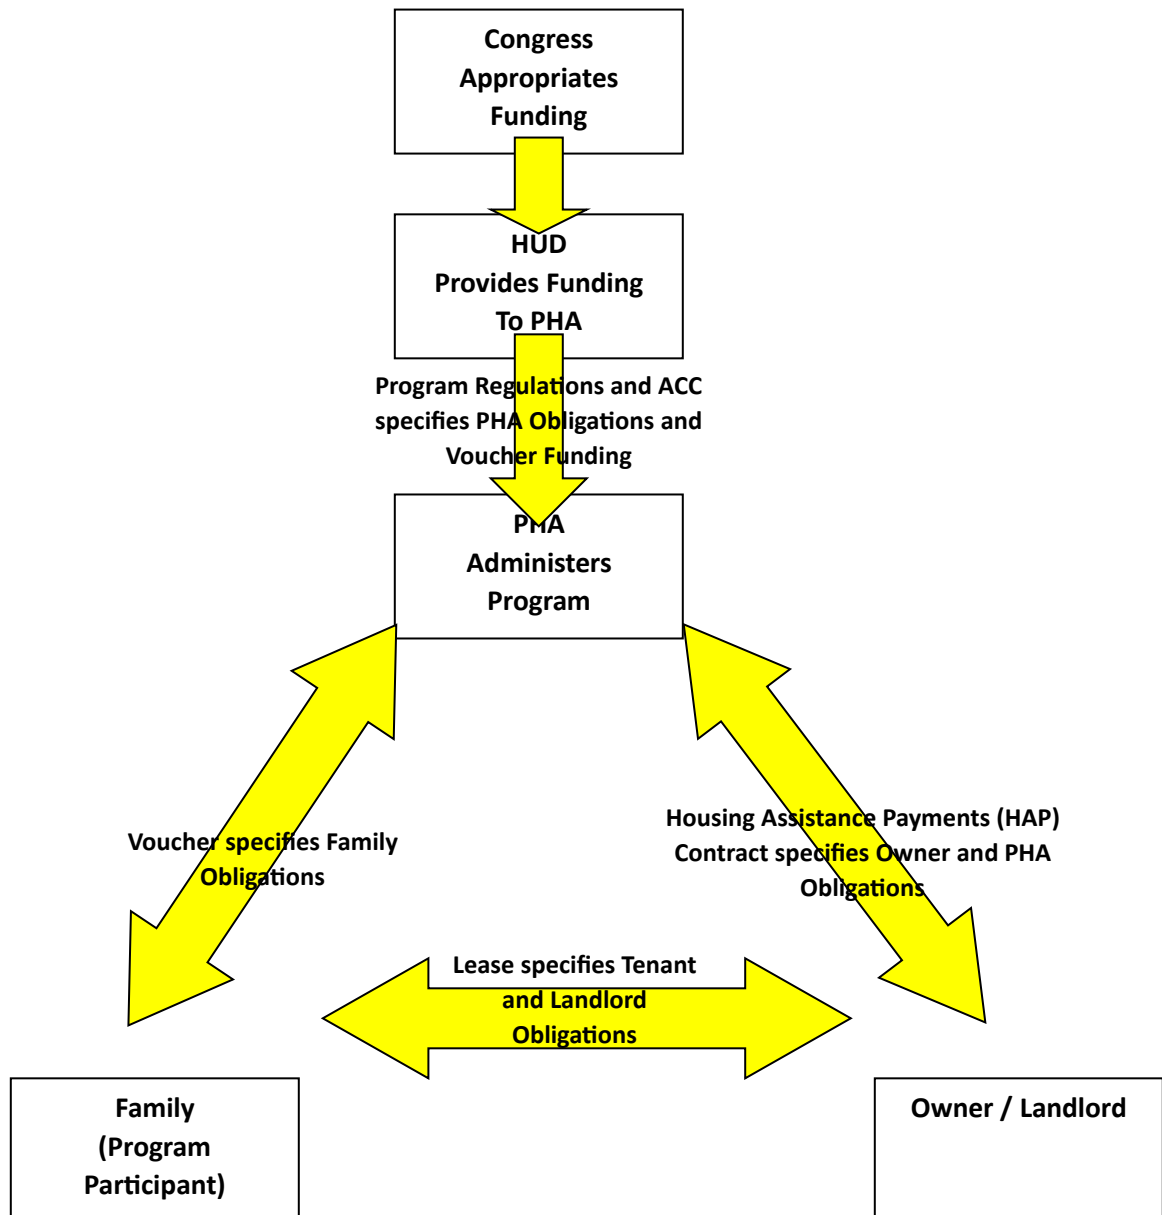 Congress
Appropriates
Funding
HUD
Provides Funding
To PHA
Program Regulations and ACC
specifies PHA Obligations and
Voucher Funding
PHA
Administers
Program
Voucher specifies Family
Obligations
Housing Assistance Payments (HAP)
Contract specifies Owner and PHA
Obligations
Lease specifies Tenant
and Landlord
Obligations
Family
(Program
Participant)
Owner / Landlord